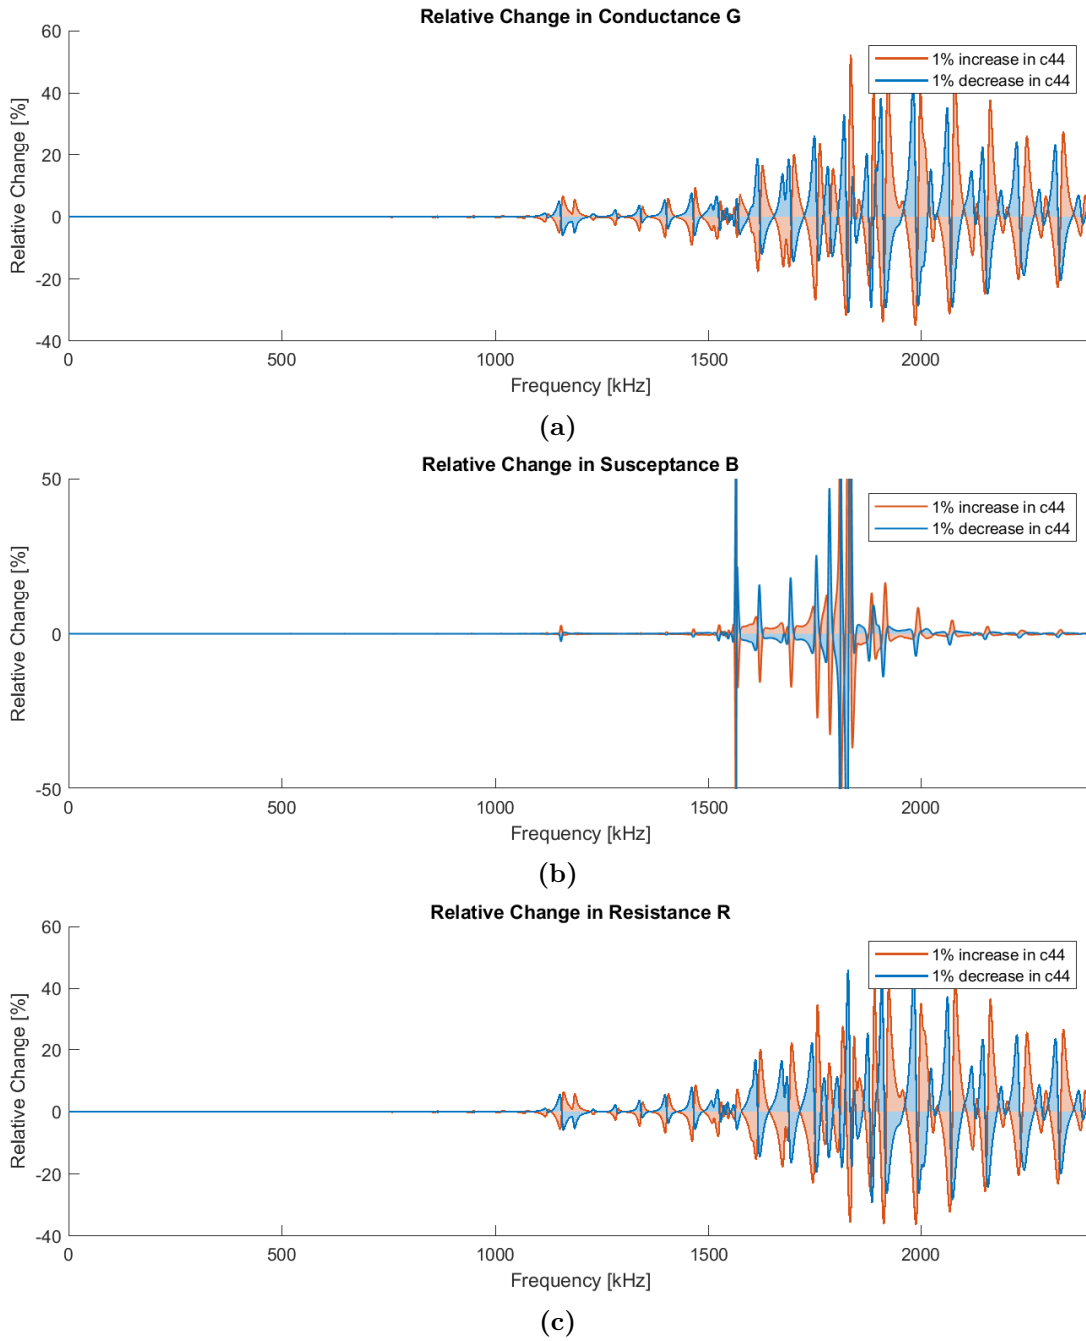 Relative Change in Conductance G
60
40
20
0
-20
-40
Relative Change [%]
1% increase in c44
1% decrease in c44
0 500 1000 1500 2000
Frequency [kHz]
(a)
Relative Change in Susceptance B
50
0
-50
Relative Change [%]
1% increase in c44
1% decrease in c44
0 500 1000 1500 2000
Frequency [kHz]
(b)
Relative Change in Resistance R
60
40
20
0
-20
-40
Relative Change [%]
1% increase in c44
1% decrease in c44
0 500 1000 1500 2000
Frequency [kHz]
(c)